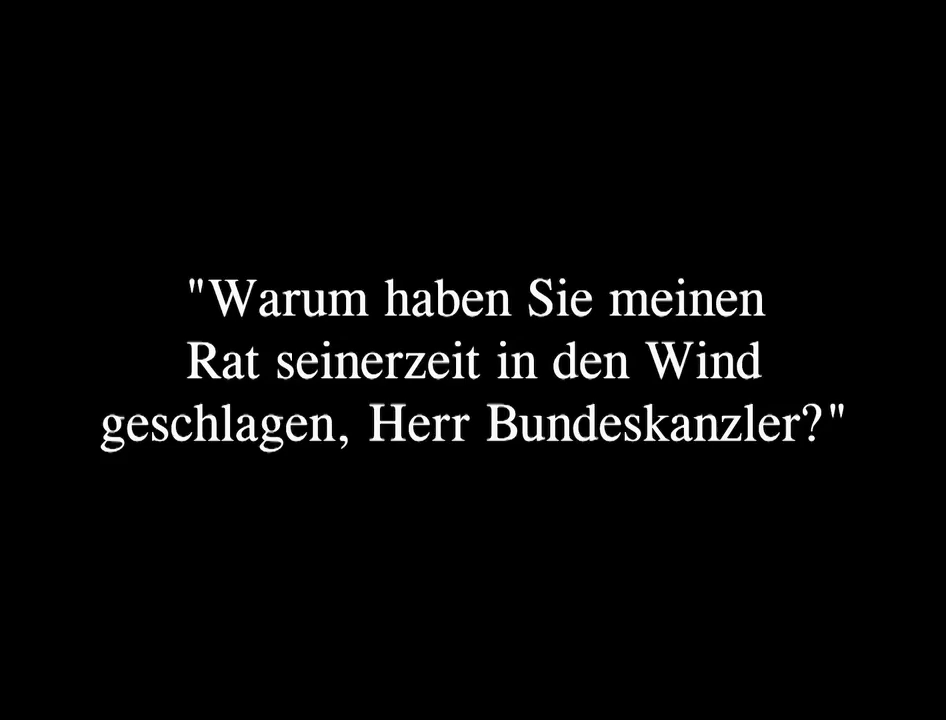 "Warum haben Sie meinen
Rat seinerzeit in den Wind
geschlagen, Herr Bundeskanzler?"